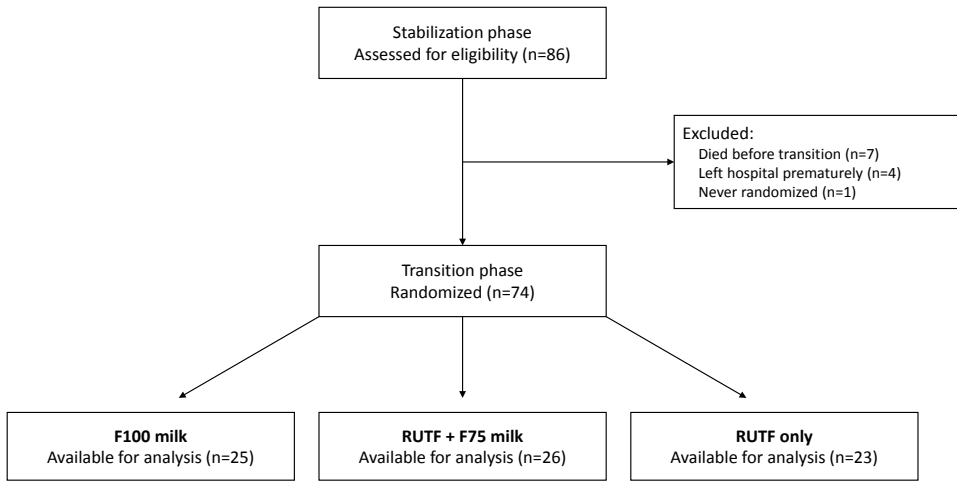 Stabilization phase
Assessed for eligibility (n=86)
Excluded:
Died before transition (n=7)
Left hospital prematurely (n=4)
Never randomized (n=1)
Transition phase
Randomized (n=74)
F100 milk
Available for analysis (n=25)
RUTF + F75 milk
Available for analysis (n=26)
RUTF only
Available for analysis (n=23)